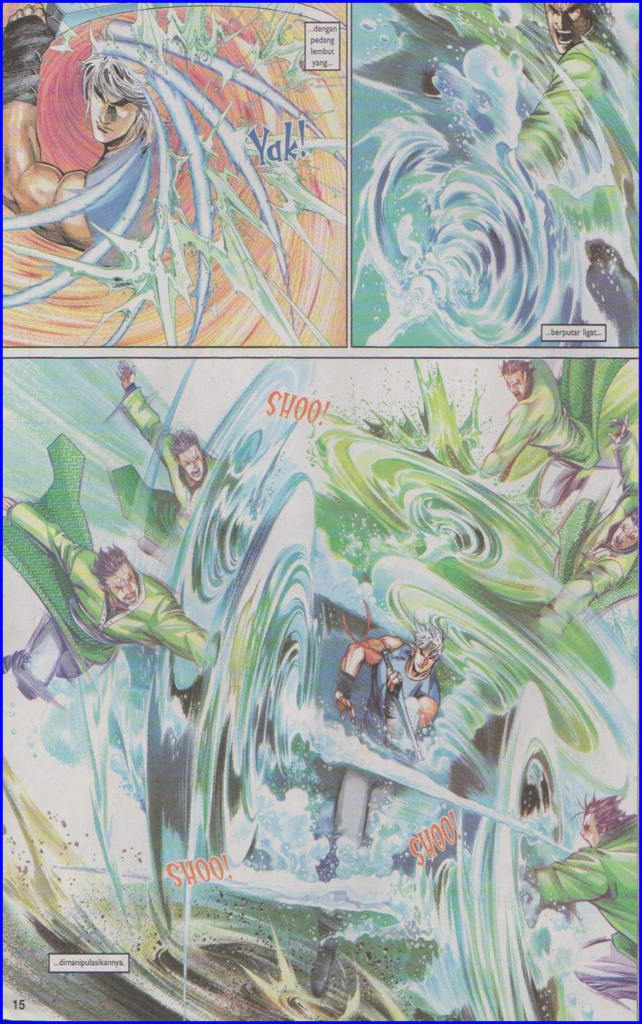 ...dengan
pedang
lembut
yang...
Yak!
...berputar ligat...
SHOO!
SHOO!
SHOO!
...dimanipulasikannya.
15